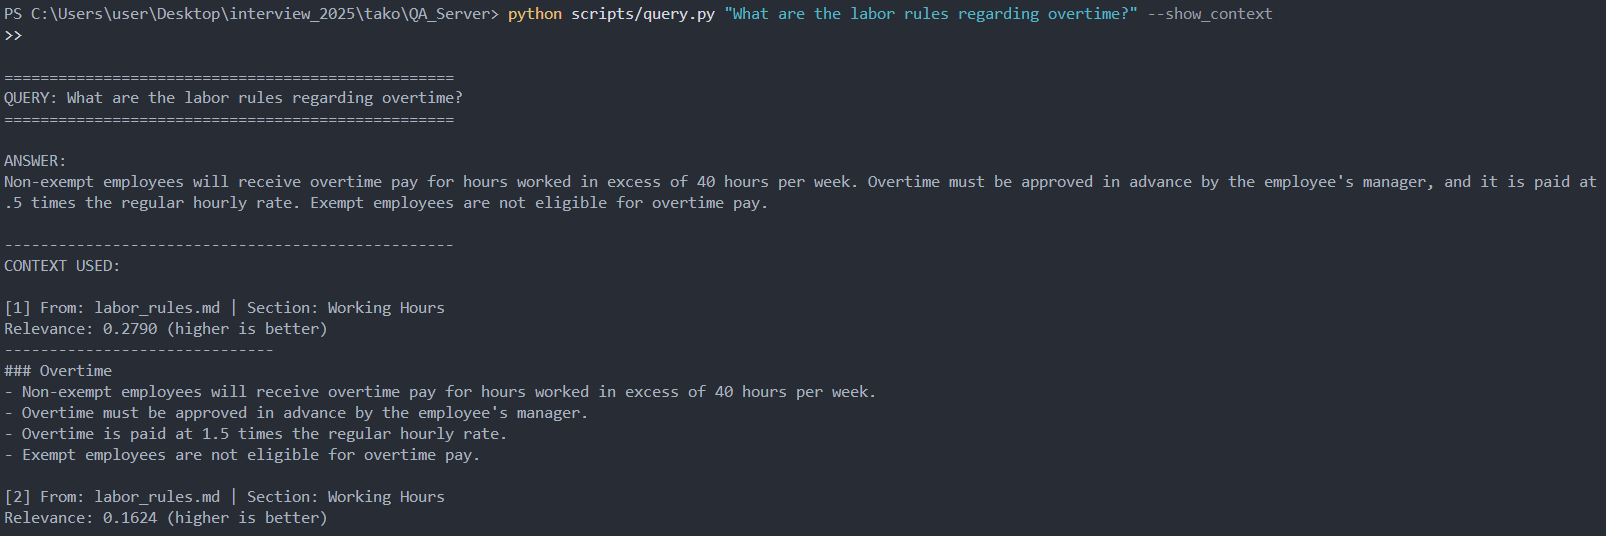 PS C:\Users\user\Desktop\interview_2025\tako\QA_Server> python scripts/query.py "What are the labor rules regarding overtime?" --show_context
>>
==================================================
QUERY: What are the labor rules regarding overtime?
==================================================
ANSWER:
Non-exempt employees will receive overtime pay for hours worked in excess of 40 hours per week. Overtime must be approved in advance by the employee's manager, and it is paid at
.5 times the regular hourly rate. Exempt employees are not eligible for overtime pay.
--------------------------------------------------
CONTEXT USED:
[1] From: labor_rules.md | Section: Working Hours
Relevance: 0.2790 (higher is better)
------------------------------
### Overtime
- Non-exempt employees will receive overtime pay for hours worked in excess of 40 hours per week.
- Overtime must be approved in advance by the employee's manager.
- Overtime is paid at 1.5 times the regular hourly rate.
- Exempt employees are not eligible for overtime pay.
[2] From: labor_rules.md | Section: Working Hours
Relevance: 0.1624 (higher is better)